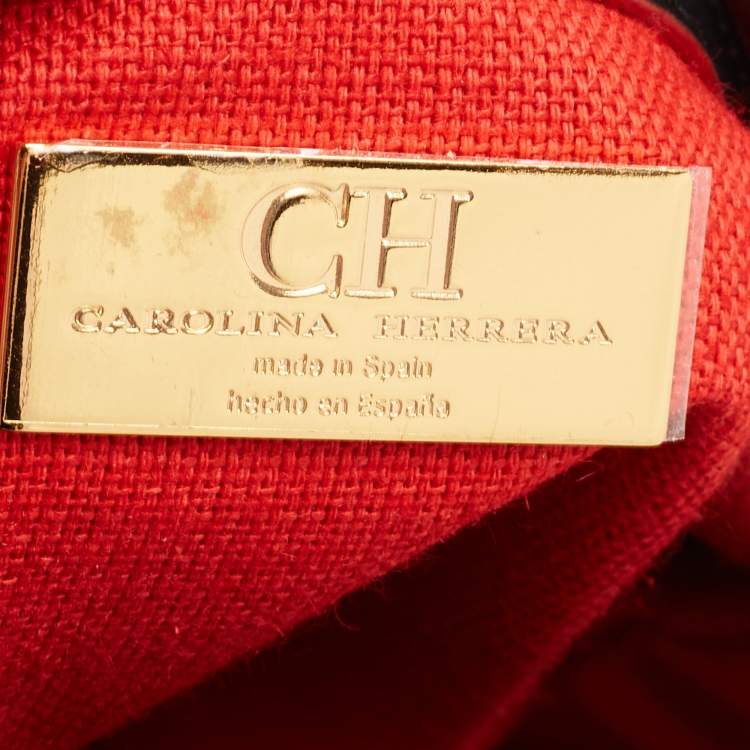 CH
CAROLINA HERRERA
made in Spain
hecho en España